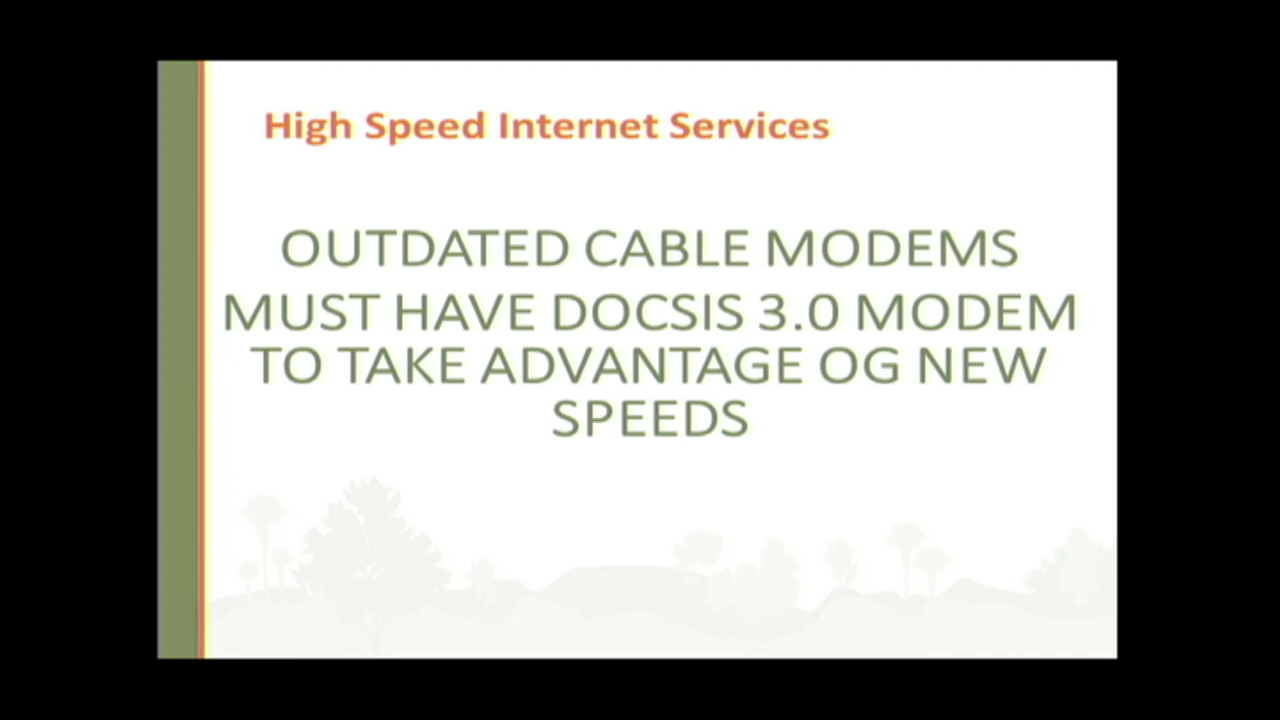 High Speed Internet Services
OUTDATED CABLE MODEMS
MUST HAVE DOCSIS 3.0 MODEM
TO TAKE ADVANTAGE OG NEW
SPEEDS